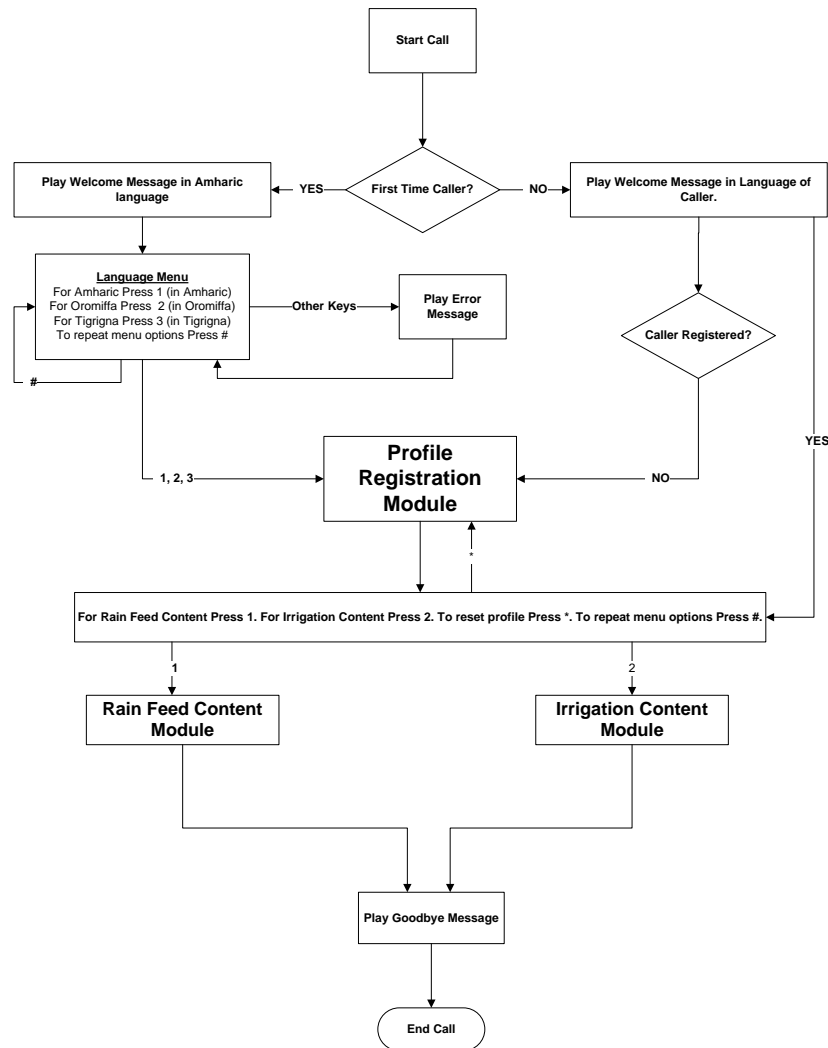 Start Call
First Time Caller?
YES
NO
Play Welcome Message in Amharic
language
Play Welcome Message in Language of
Caller.
Language Menu
For Amharic Press 1 (in Amharic)
For Oromiffa Press 2 (in Oromiffa)
For Tigrigna Press 3 (in Tigrigna)
To repeat menu options Press #
Other Keys
Play Error
Message
Caller Registered?
#
YES
Profile
Registration
Module
1, 2, 3
NO
*
For Rain Feed Content Press 1. For Irrigation Content Press 2. To reset profile Press *. To repeat menu options Press #.
1
2
Rain Feed Content
Module
Irrigation Content
Module
Play Goodbye Message
End Call